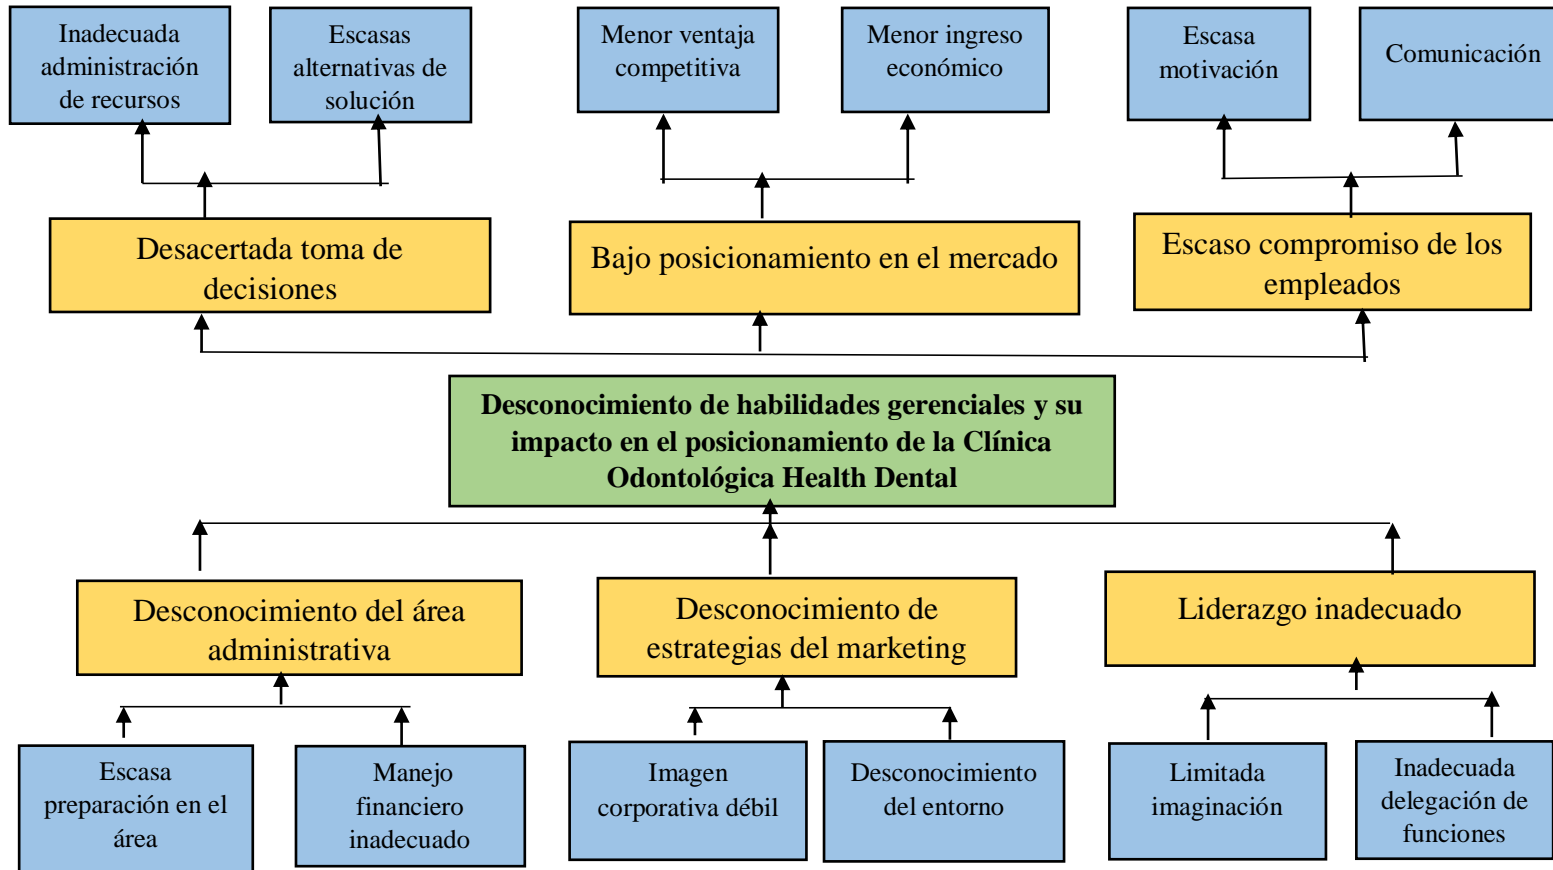 Inadecuada
administración
de recursos
Escasas
alternativas de
solución
Menor ventaja
competitiva
Menor ingreso
económico
Escasa
motivación
Comunicación
Desacertada toma de
decisiones
Bajo posicionamiento en el mercado
Escaso compromiso de los
empleados
Desconocimiento de habilidades gerenciales y su
impacto en el posicionamiento de la Clínica
Odontológica Health Dental
Desconocimiento del área
administrativa
Desconocimiento de
estrategias del marketing
Liderazgo inadecuado
Escasa
preparación en el
área
Manejo
financiero
inadecuado
Imagen
corporativa débil
Desconocimiento
del entorno
Limitada
imaginación
Inadecuada
delegación de
funciones